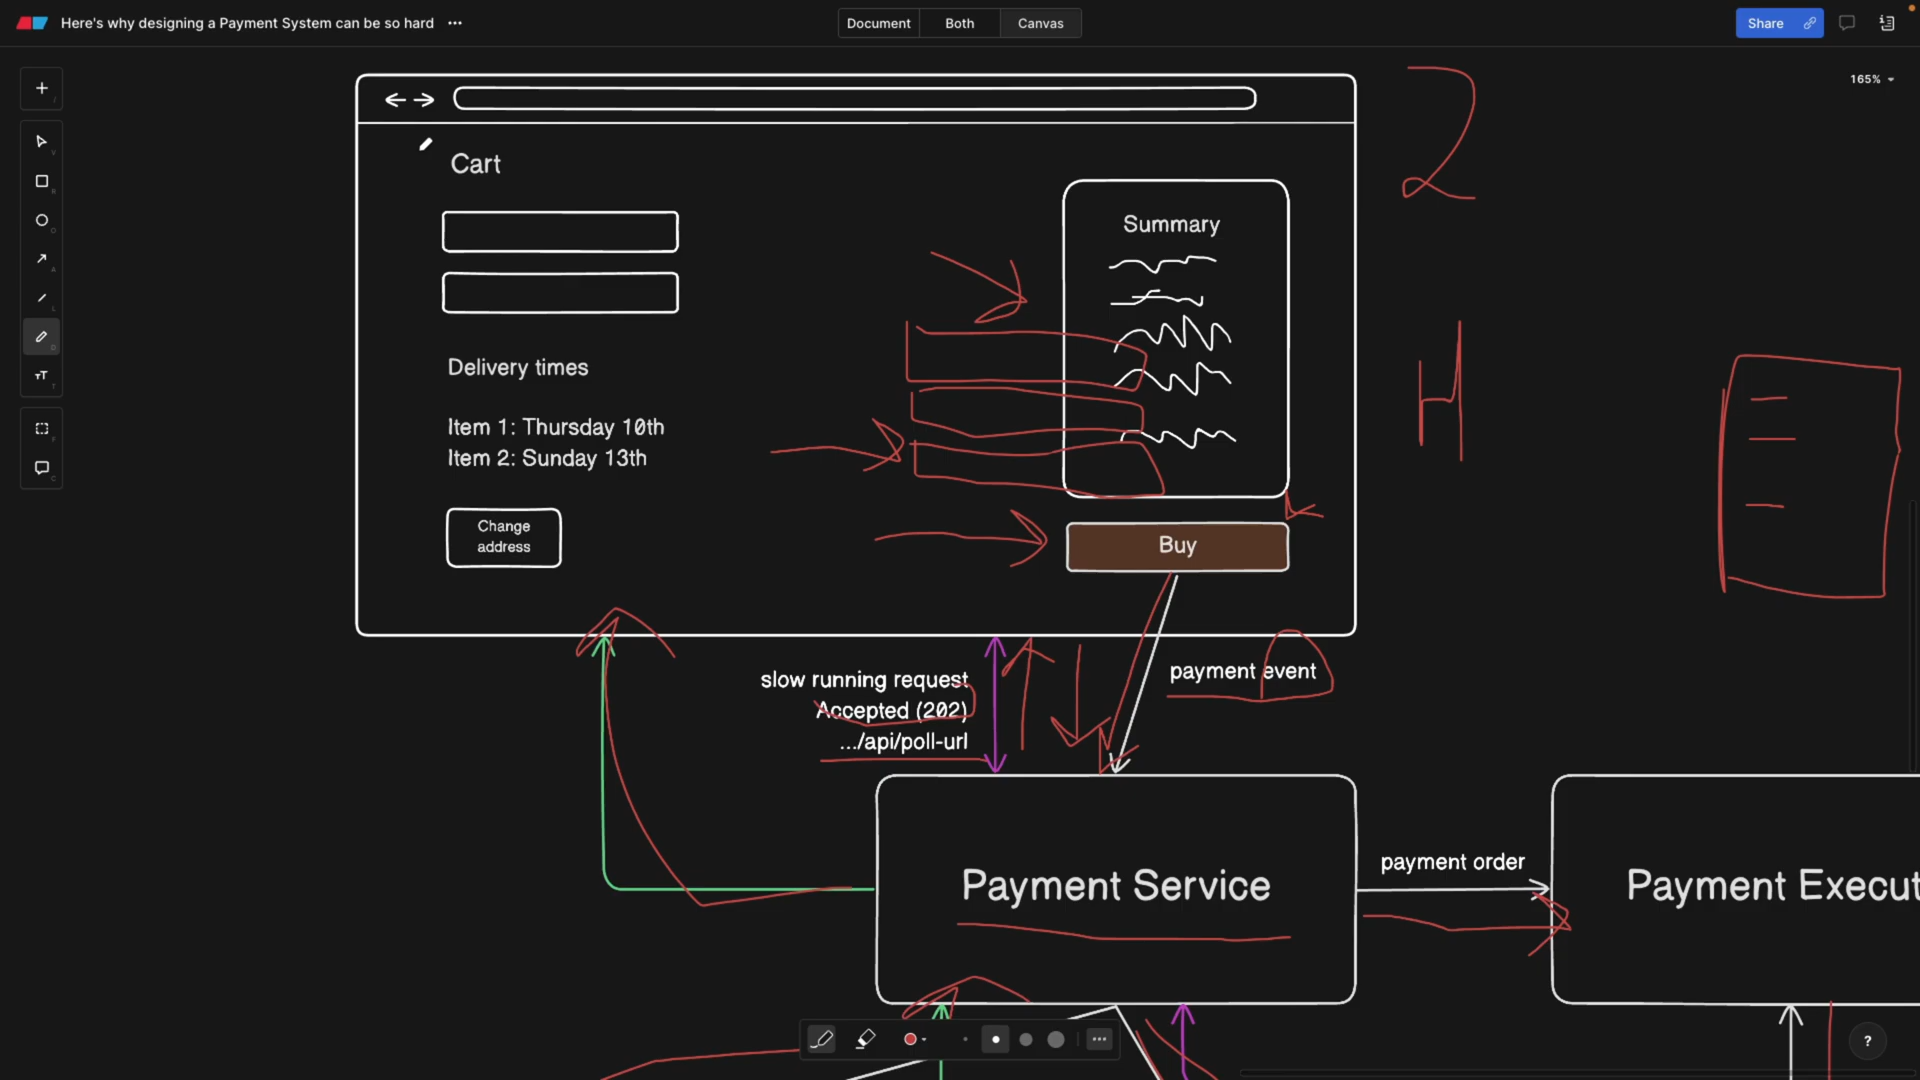 Here's why designing a Payment System can be so hard
Document
Both
Canvas
Share
165%
2
Cart
Summary
Delivery times
Item 1: Thursday 10th
Item 2: Sunday 13th
Change
address
Buy
H
slow running request
Accepted (202)
.../api/poll-url
payment event
Payment Service
payment order
Payment Execut
?